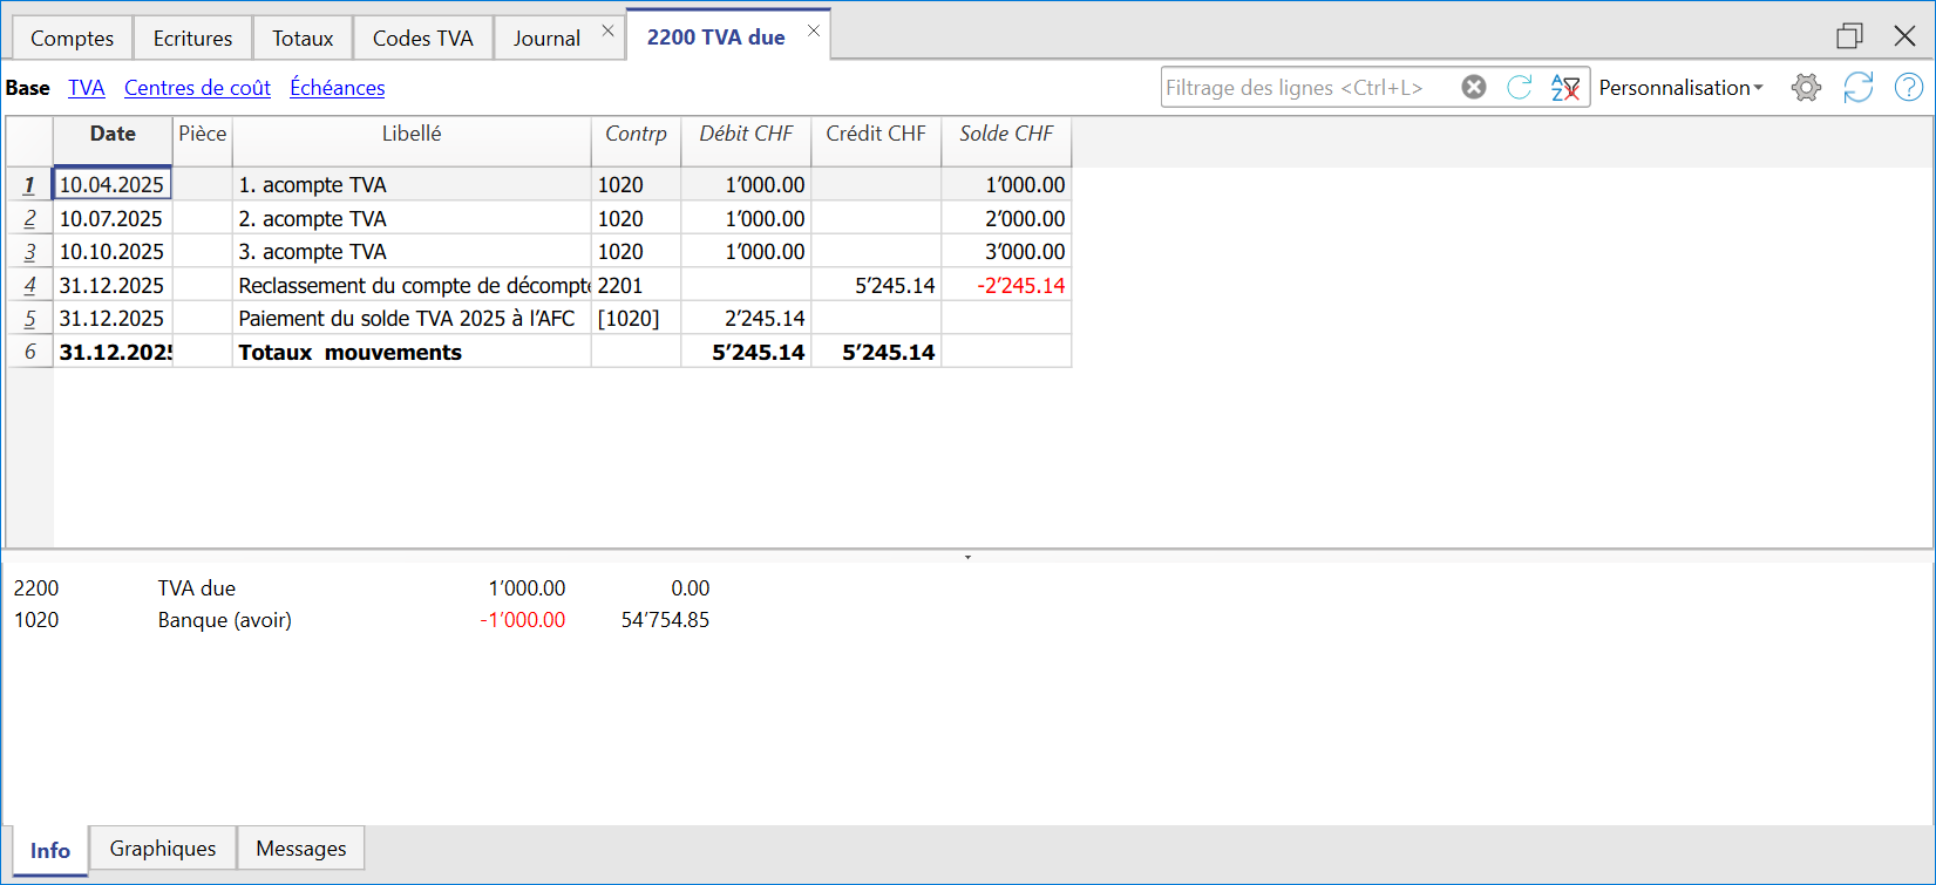 Comptes Ecritures Totaux Codes TVA Journal 2200 TVA due
Base TVA Centres de coût Échéances Filtrage des lignes <Ctrl+L> Personnalisation
Date Pièce Libellé Contrp Débit CHF Crédit CHF Solde CHF
1 10.04.2025 1. acompte TVA 1020 1’000.00 1’000.00
2 10.07.2025 2. acompte TVA 1020 1’000.00 2’000.00
3 10.10.2025 3. acompte TVA 1020 1’000.00 3’000.00
4 31.12.2025 Reclassement du compte de décompte 2201 5’245.14 -2’245.14
5 31.12.2025 Paiement du solde TVA 2025 à l’AFC [1020] 2’245.14
6 31.12.2025 Totaux mouvements 5’245.14 5’245.14
2200 TVA due 1’000.00 0.00
1020 Banque (avoir) -1’000.00 54’754.85
Info Graphiques Messages